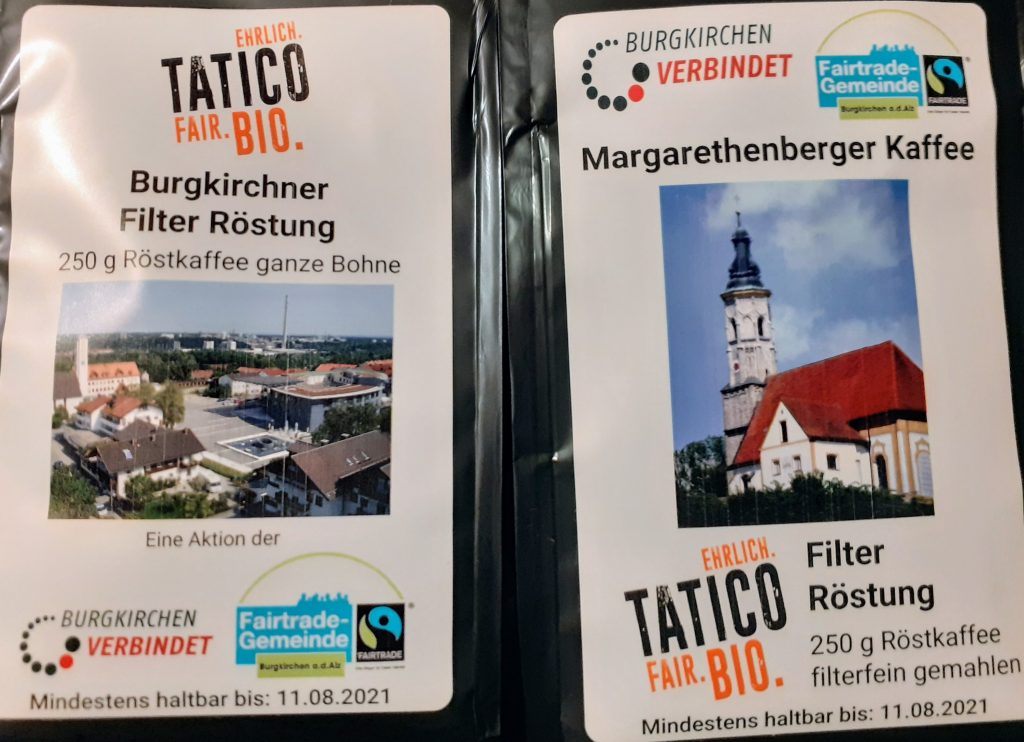 EHRLICH.
TATICO
FAIR. BIO.
Burgkirchner
Filter Röstung
250 g Röstkaffee ganze Bohne
Eine Aktion der
BURGKIRCHEN
VERBINDET
Fairtrade-
Gemeinde
Burgkirchen a.d.Alz
FAIRTRADE
Mindestens haltbar bis: 11.08.2021
BURGKIRCHEN
VERBINDET
Fairtrade-
Gemeinde
Burgkirchen a.d.Alz
FAIRTRADE
Margarethenberger Kaffee
EHRLICH.
TATICO
FAIR. BIO.
Filter
Röstung
250 g Röstkaffee
filterfein gemahlen
Mindestens haltbar bis: 11.08.2021